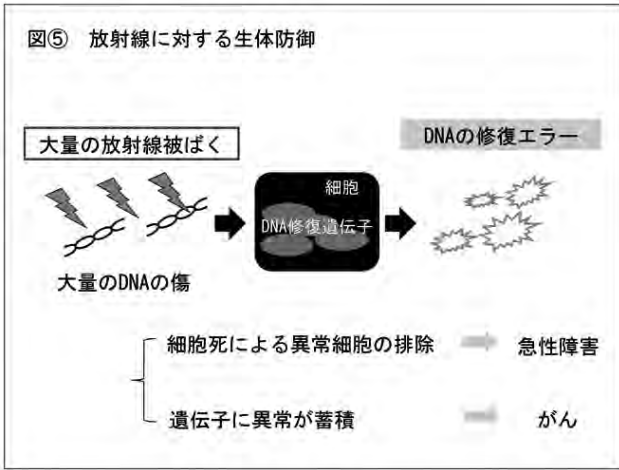 図⑤ 放射線に対する生体防御
大量の放射線被ばく
大量のDNAの傷
細胞
DNA修復遺伝子
DNAの修復エラー
細胞死による異常細胞の排除
急性障害
遺伝子に異常が蓄積
がん